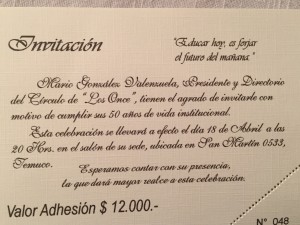 Invitación
"Educar hoy, es forjar
el futuro del mañana."
Mario González Valenzuela, Presidente y Directorio
del Círculo de "Los Once", tienen el agrado de invitarle con
motivo de cumplir sus 50 años de vida institucional.
Esta celebración se llevará a efecto el día 18 de Abril a las
20 Hrs. en el salón de su sede, ubicada en San Martín 0533,
Temuco.
Esperamos contar con su presencia,
la que dará mayor realce a esta celebración.
Valor Adhesión $ 12.000.-
N° 048